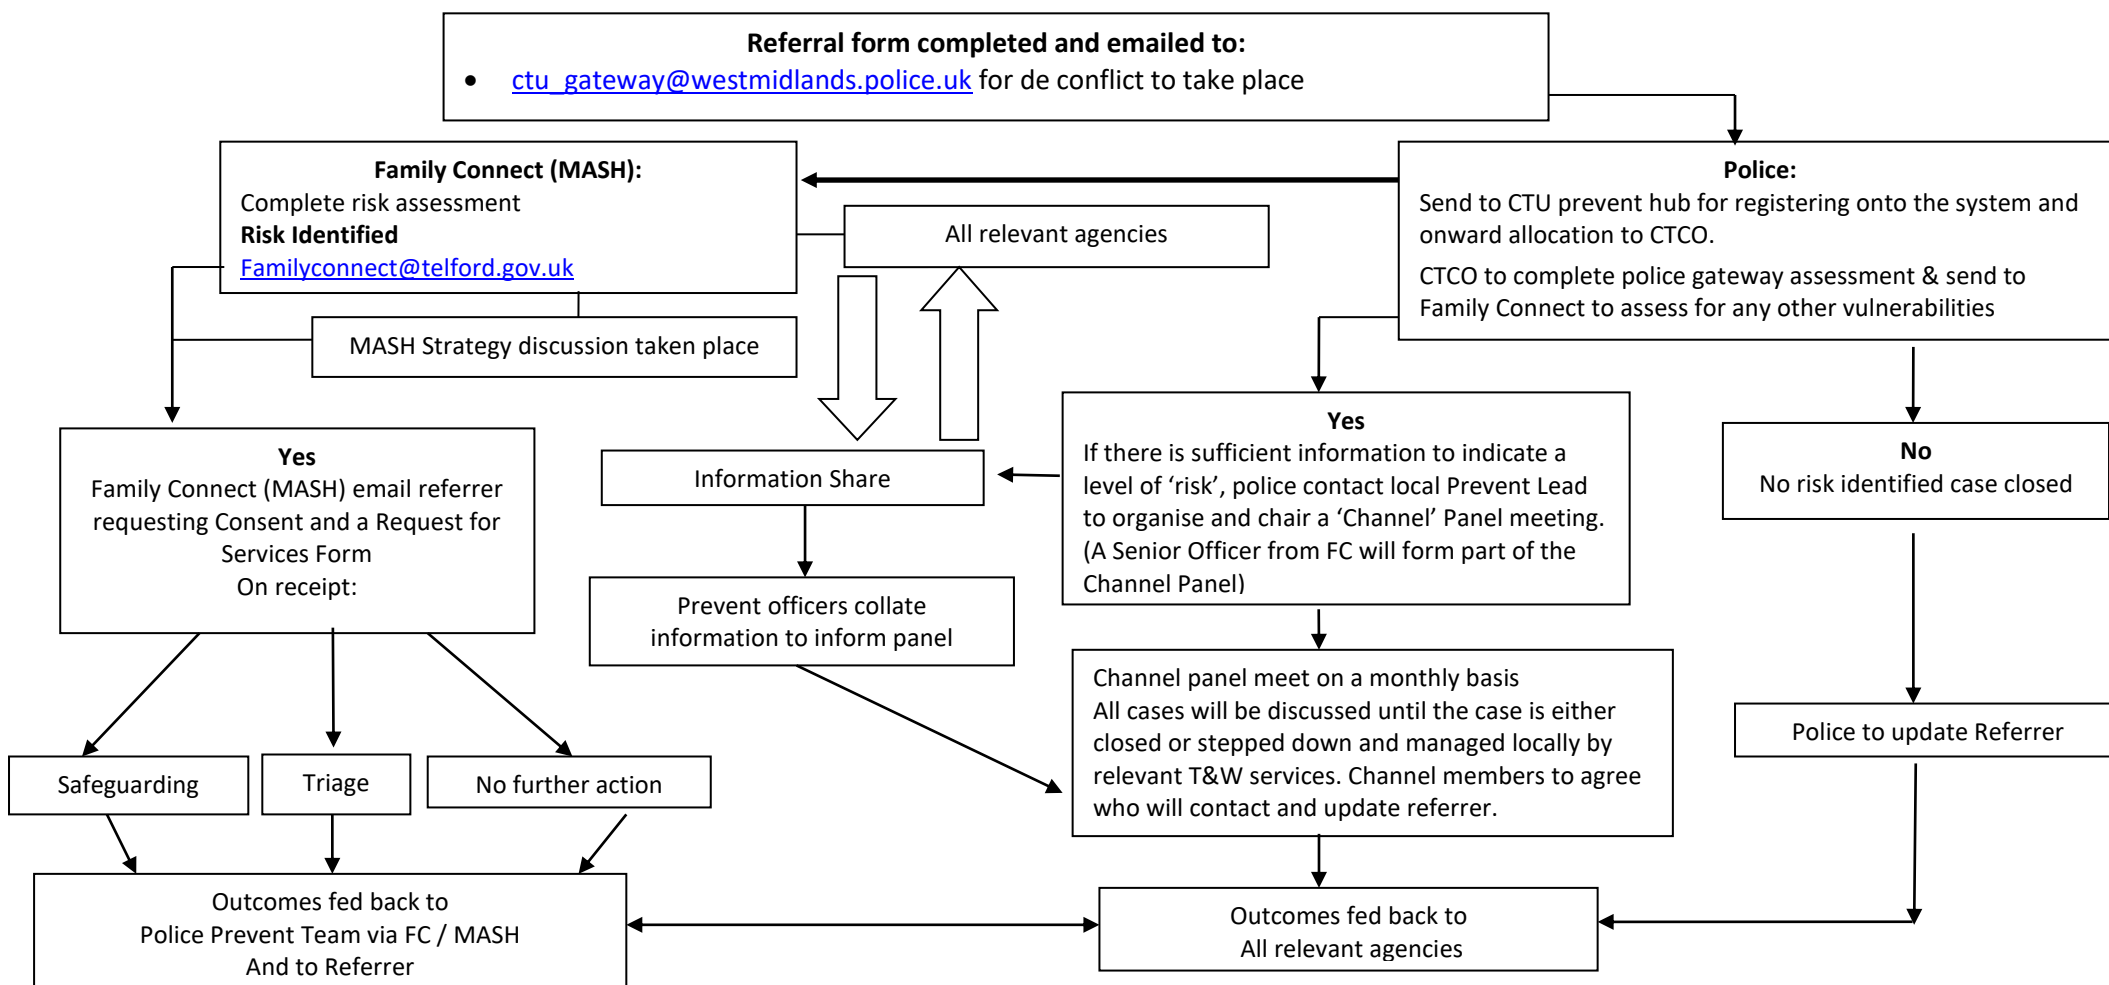 Referral form completed and emailed to:
• ctu_gateway@westmidlands.police.uk for de conflict to take place
Family Connect (MASH):
Complete risk assessment
Risk Identified
Familyconnect@telford.gov.uk
All relevant agencies
Police:
Send to CTU prevent hub for registering onto the system and
onward allocation to CTCO.
CTCO to complete police gateway assessment & send to
Family Connect to assess for any other vulnerabilities
MASH Strategy discussion taken place
Yes
Family Connect (MASH) email referrer
requesting Consent and a Request for
Services Form
On receipt:
Information Share
Yes
If there is sufficient information to indicate a
level of ‘risk’, police contact local Prevent Lead
to organise and chair a ‘Channel’ Panel meeting.
(A Senior Officer from FC will form part of the
Channel Panel)
No
No risk identified case closed
Prevent officers collate
information to inform panel
Channel panel meet on a monthly basis
All cases will be discussed until the case is either
closed or stepped down and managed locally by
relevant T&W services. Channel members to agree
who will contact and update referrer.
Police to update Referrer
Safeguarding
Triage
No further action
Outcomes fed back to
Police Prevent Team via FC / MASH
And to Referrer
Outcomes fed back to
All relevant agencies